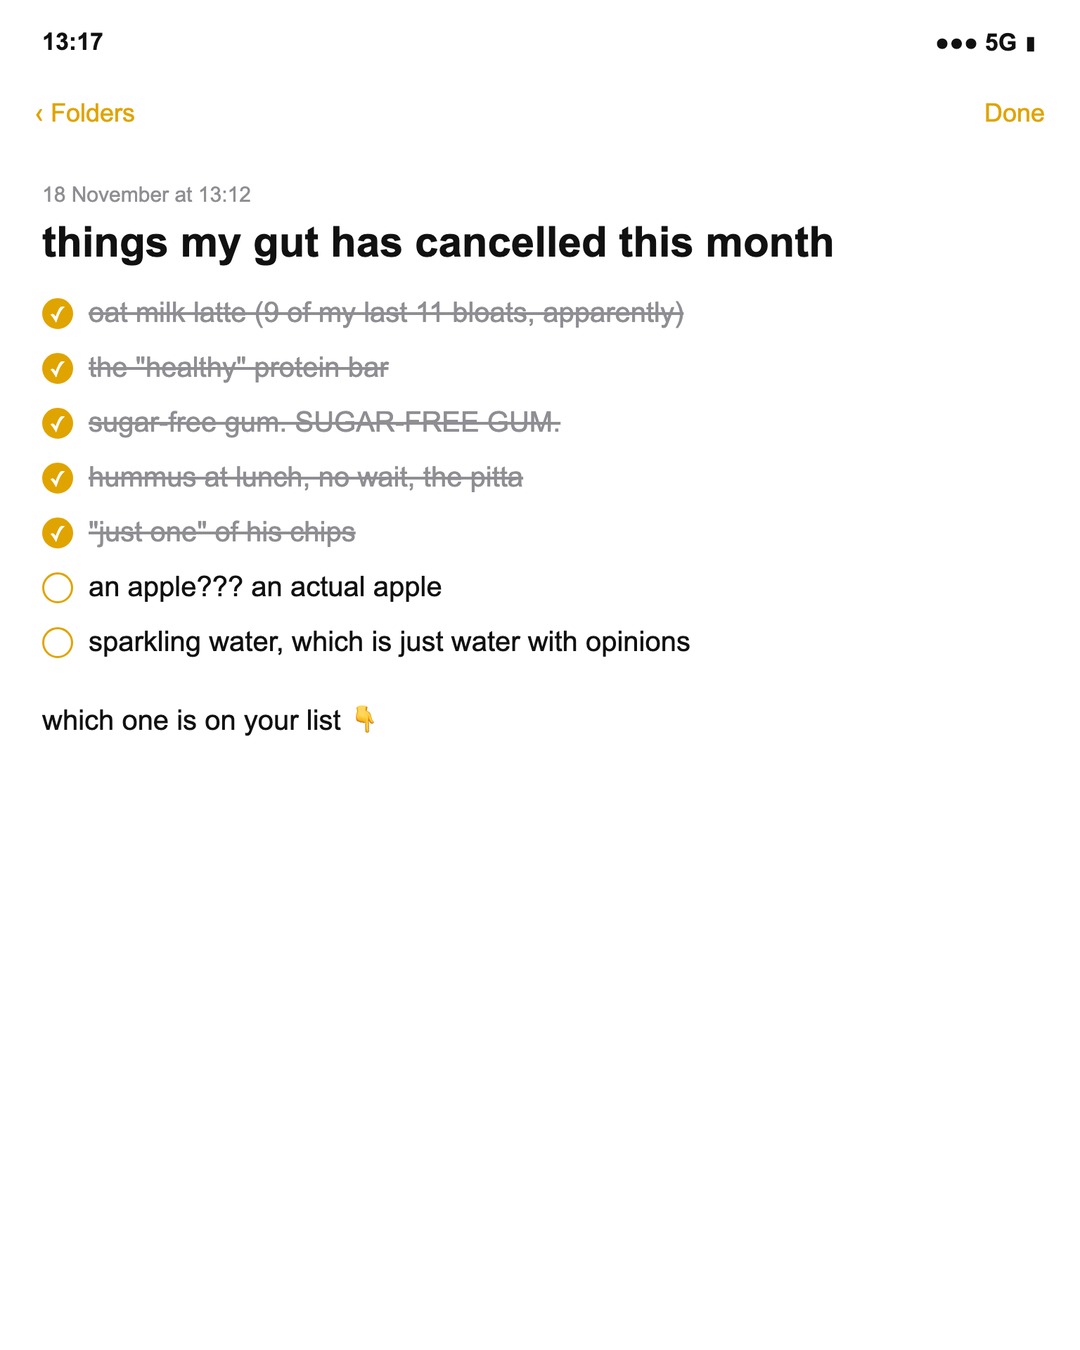 13:17
●●● 5G ▮
‹ Folders
Done
18 November at 13:12
things my gut has cancelled this month
✓ oat milk latte (9 of my last 11 bloats, apparently)
✓ the "healthy" protein bar
✓ sugar-free gum. SUGAR-FREE GUM.
✓ hummus at lunch, no wait, the pitta
✓ "just one" of his chips
an apple??? an actual apple
sparkling water, which is just water with opinions
which one is on your list 👇